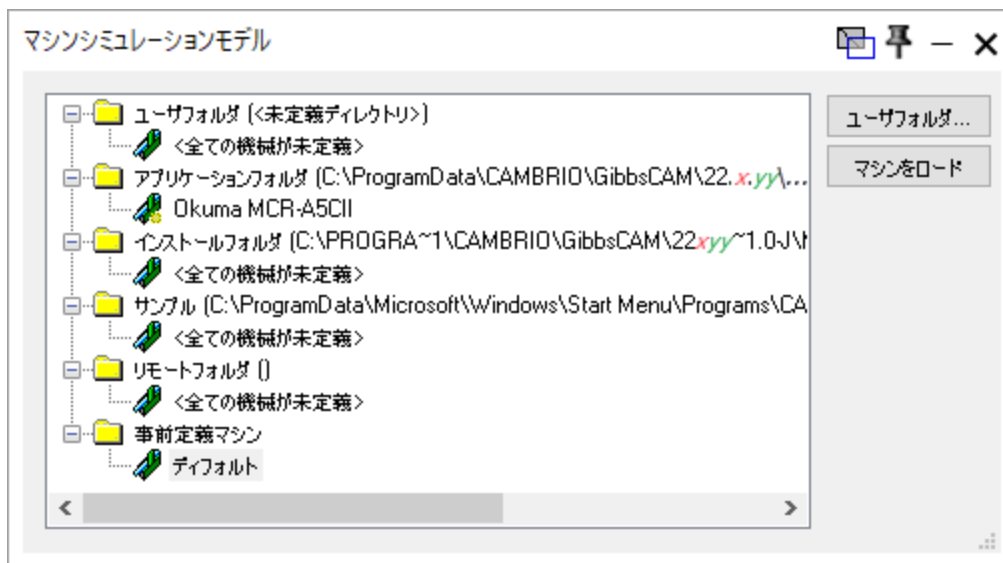 マシンシミュレーションモデル
ユーザフォルダ (<未定義ディレクトリ>)
<全ての機械が未定義>
アプリケーションフォルダ (C:\ProgramData\CAMBRIO\GibbsCAM\22.x.yy\...
Okuma MCR-A5CII
インストールフォルダ (C:\PROGRA~1\CAMBRIO\GibbsCAM\22xyy~1.0-J\
<全ての機械が未定義>
サンプル (C:\ProgramData\Microsoft\Windows\Start Menu\Programs\CA
<全ての機械が未定義>
リモートフォルダ ()
<全ての機械が未定義>
事前定義マシン
ディフォルト
ユーザフォルダ...
マシンをロード